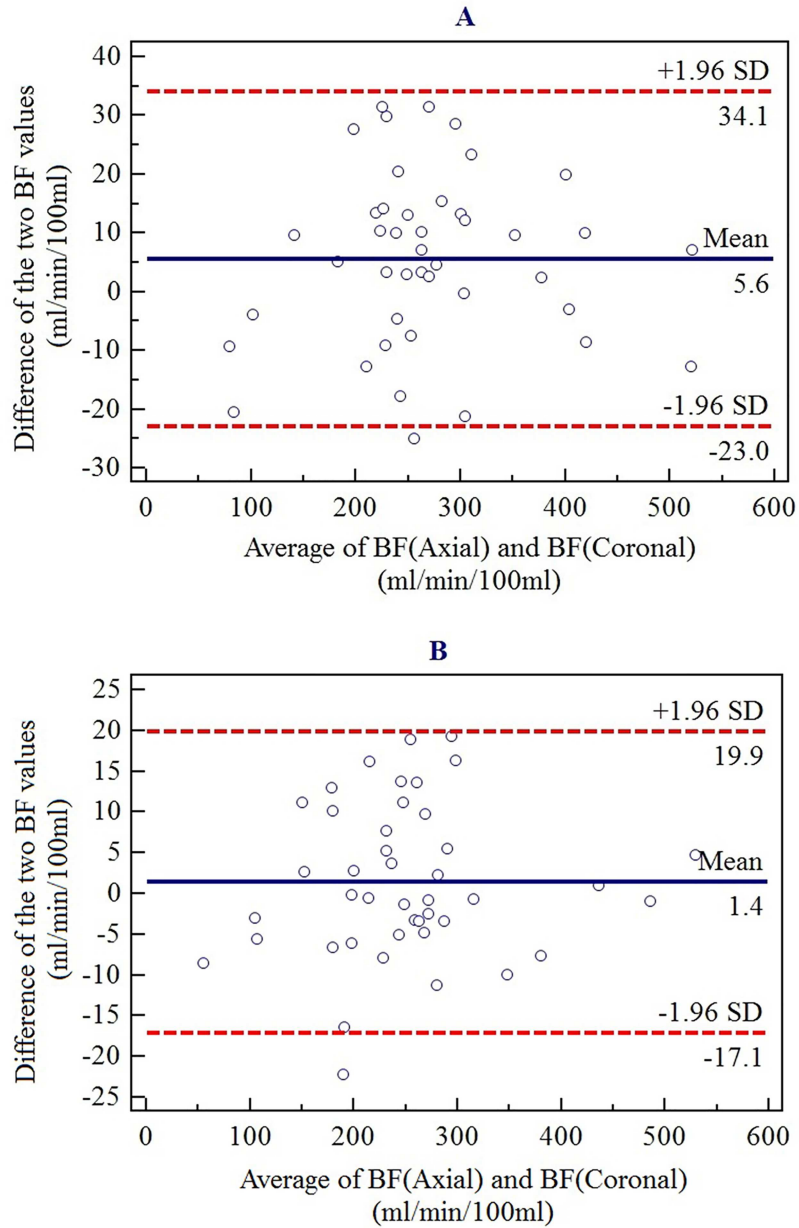 A
Difference of the two BF values
(ml/min/100ml)
40
30
20
10
0
-10
-20
-30
+1.96 SD
34.1
Mean
5.6
-1.96 SD
-23.0
0 100 200 300 400 500 600
Average of BF(Axial) and BF(Coronal)
(ml/min/100ml)
B
Difference of the two BF values
(ml/min/100ml)
25
20
15
10
5
0
-5
-10
-15
-20
-25
+1.96 SD
19.9
Mean
1.4
-1.96 SD
-17.1
0 100 200 300 400 500 600
Average of BF(Axial) and BF(Coronal)
(ml/min/100ml)